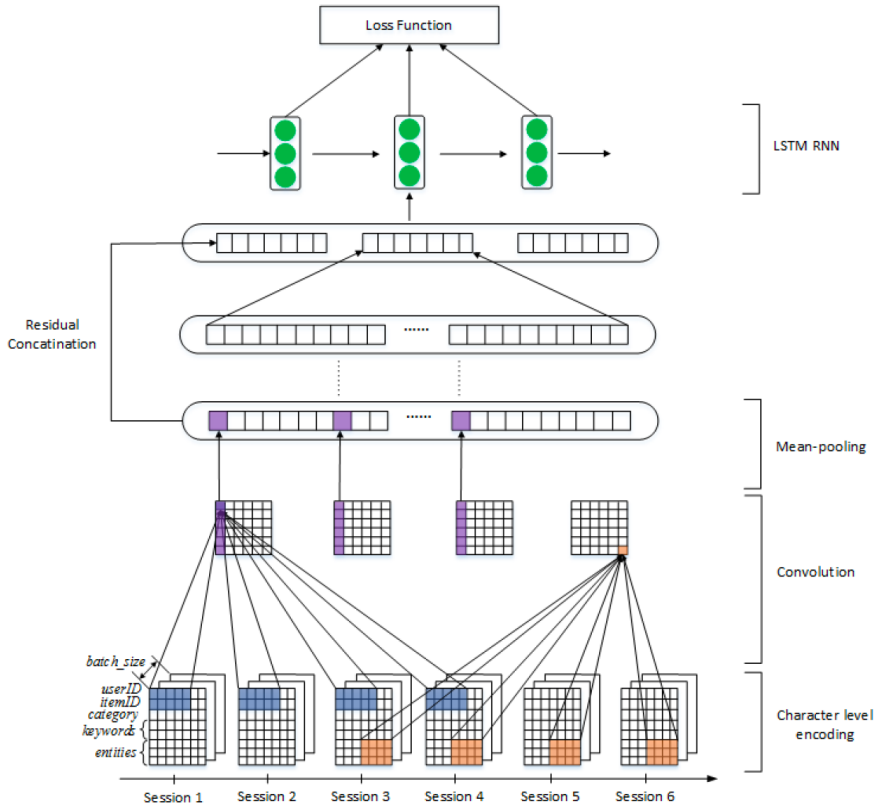 Loss Function
LSTM RNN
Residual
Concatination
......
......
Mean-pooling
Convolution
batch_size
userID
itemID
category
keywords
entities
Character level
encoding
Session 1
Session 2
Session 3
Session 4
Session 5
Session 6